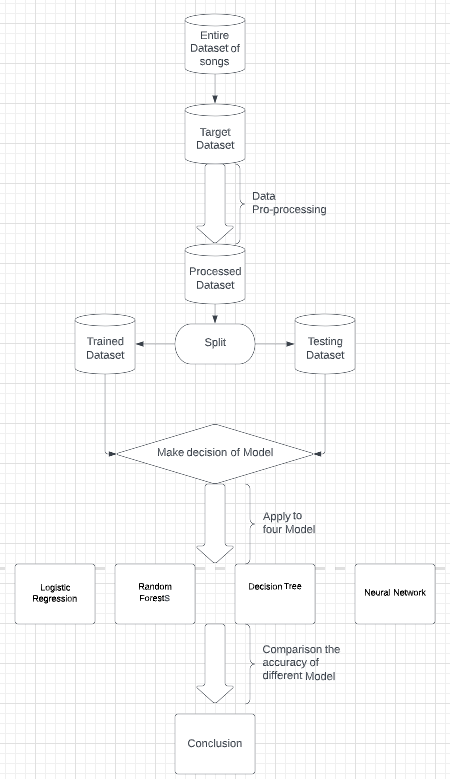 Entire
Dataset of
songs
Target
Dataset
Data
Pro-processing
Processed
Dataset
Trained
Dataset
Split
Testing
Dataset
Make decision of Model
Apply to
four Model
Logistic
Regression
Random
ForestS
Decision Tree
Neural Network
Comparison the
accuracy of
different Model
Conclusion